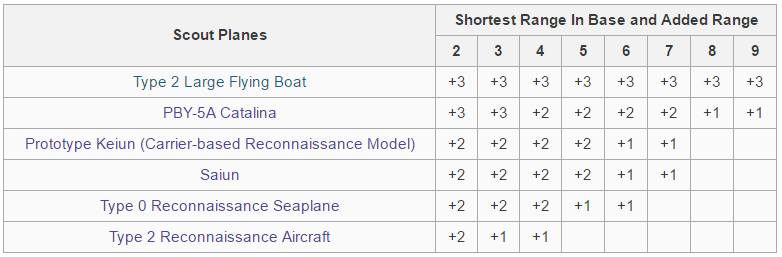 Scout Planes
Shortest Range In Base and Added Range
2 3 4 5 6 7 8 9
Type 2 Large Flying Boat +3 +3 +3 +3 +3 +3 +3 +3
PBY-5A Catalina +3 +3 +2 +2 +2 +2 +1 +1
Prototype Keiun (Carrier-based Reconnaissance Model) +2 +2 +2 +2 +1 +1
Saiun +2 +2 +2 +2 +1 +1
Type 0 Reconnaissance Seaplane +2 +2 +2 +1 +1
Type 2 Reconnaissance Aircraft +2 +1 +1